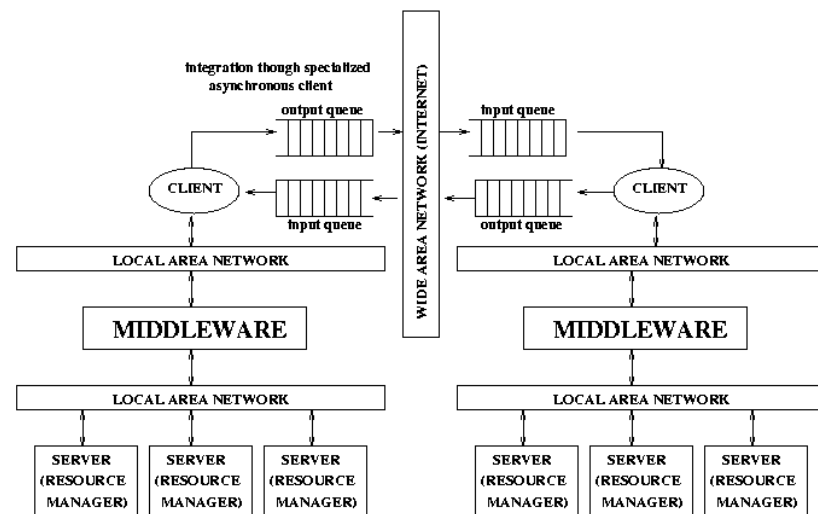 integration though specialized
asynchronous client
output queue
input queue
WIDE AREA NETWORK (INTERNET)
CLIENT
CLIENT
input queue
output queue
LOCAL AREA NETWORK
LOCAL AREA NETWORK
MIDDLEWARE
MIDDLEWARE
LOCAL AREA NETWORK
LOCAL AREA NETWORK
SERVER
(RESOURCE
MANAGER)
SERVER
(RESOURCE
MANAGER)
SERVER
(RESOURCE
MANAGER)
SERVER
(RESOURCE
MANAGER)
SERVER
(RESOURCE
MANAGER)
SERVER
(RESOURCE
MANAGER)